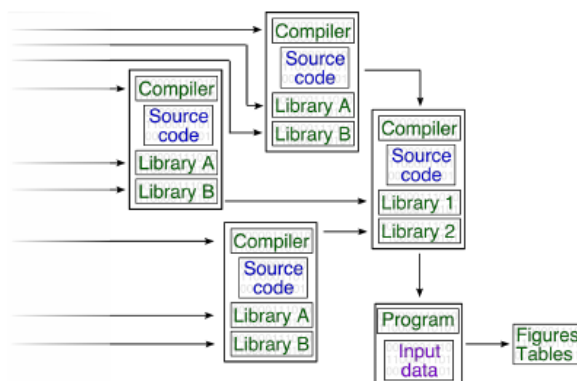 Compiler
Source
code
Library A
Library B
Compiler
Source
code
Library A
Library B
Compiler
Source
code
Library 1
Library 2
Compiler
Source
code
Library A
Library B
Program
Input
data
Figures
Tables